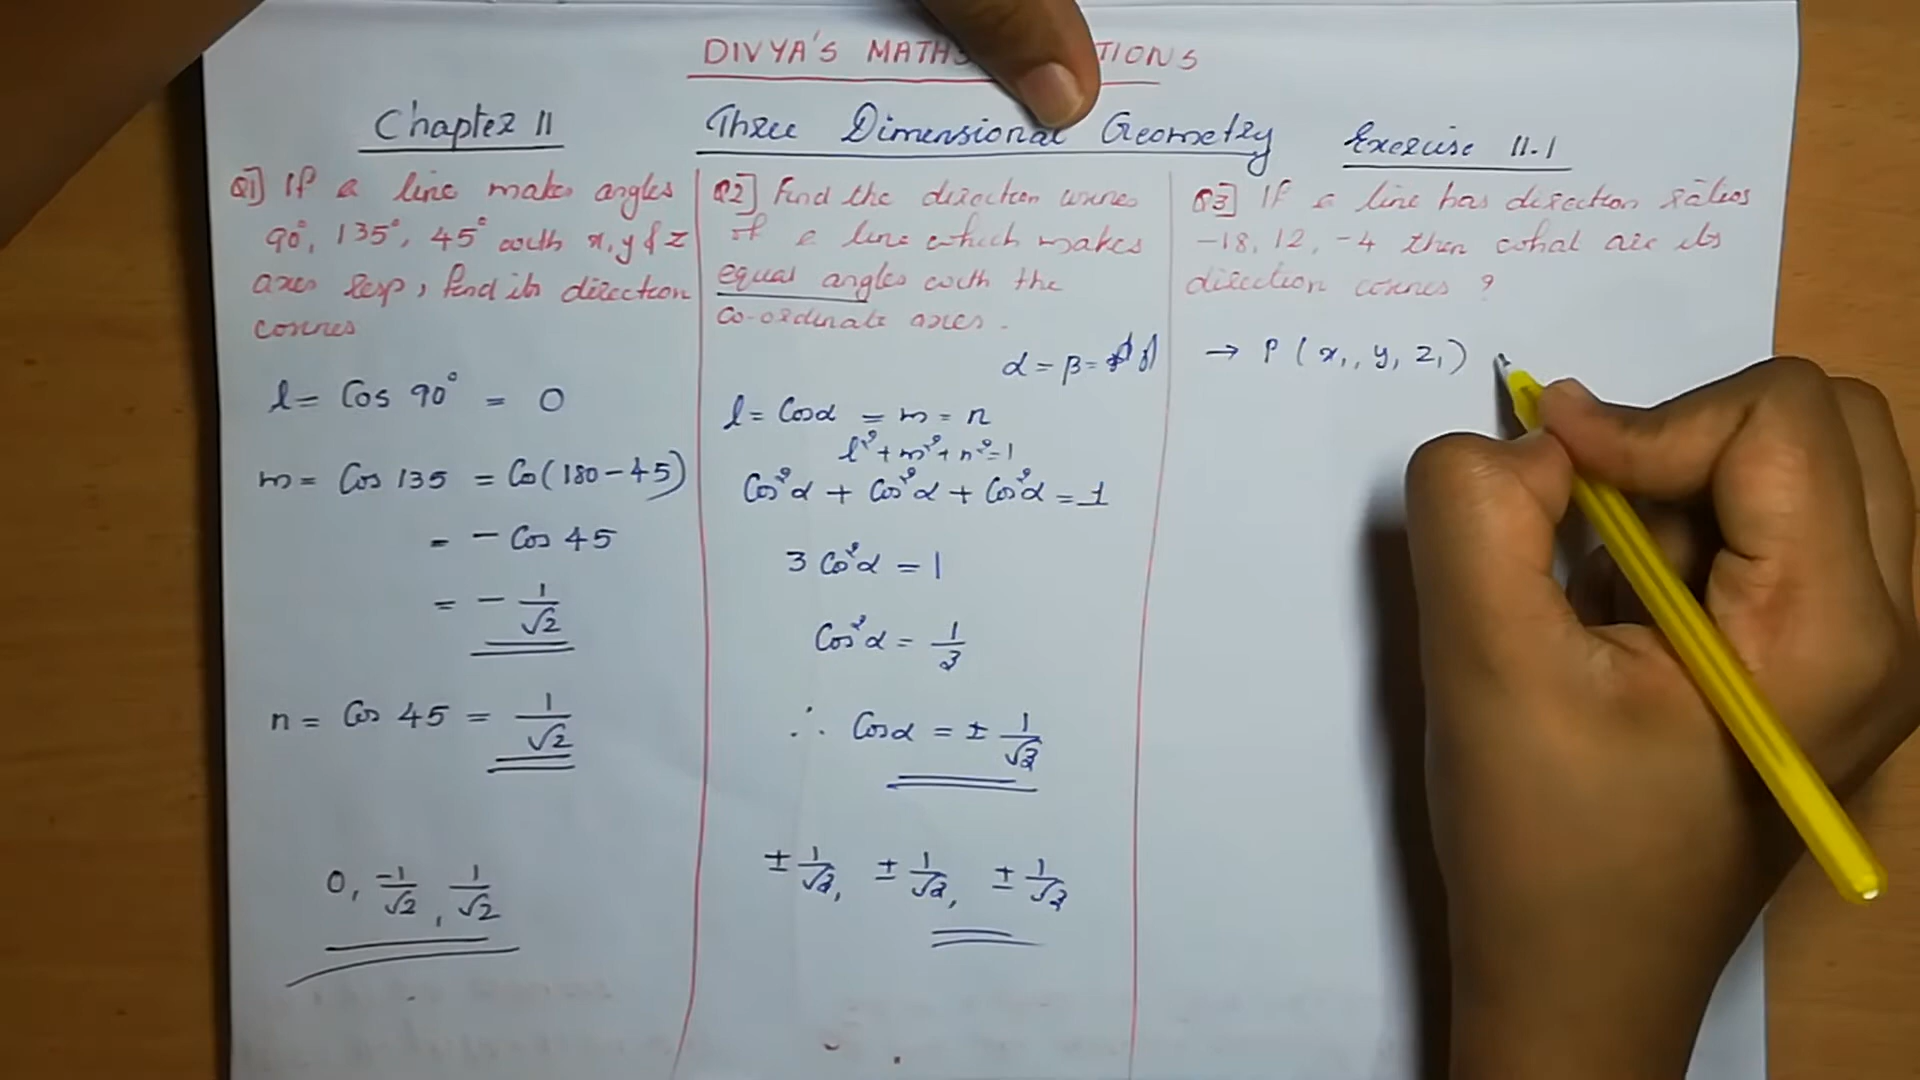 DIVYA'S MATHS TIONS
Chapter 11 Three Dimensional Geometry Exercise 11.1
Q1] If a line makes angles
90°, 135°, 45° with x, y & z
axes resp, find its direction
cosines
l = Cos 90° = 0
m = Cos 135 = Co(180-45)
= - Cos 45
= - 1/√2
n = Cos 45 = 1/√2
0, -1/√2, 1/√2
Q2] Find the direction cosines
of a line which makes
equal angles with the
co-ordinate axes.
α = β =
l = Cosα = m = n
l² + m² + n² = 1
Cos²α + Cos²α + Cos²α = 1
3 Cos²α = 1
Cos²α = 1/3
∴ Cosα = ± 1/√3
± 1/√3, ± 1/√3, ± 1/√3
Q3] If a line has direction ratios
-18, 12, -4 then what are its
direction cosines ?
→ P (x₁, y, z₁)